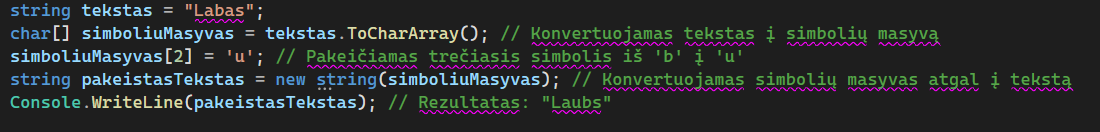 string tekstas = "Labas";
char[] simboliuMasyvas = tekstas.ToCharArray(); // Konvertuojamas tekstas į simbolių masyvą
simboliuMasyvas[2] = 'u'; // Pakeičiamas trečiasis simbolis iš 'b' į 'u'
string pakeistasTekstas = new string(simboliuMasyvas); // Konvertuojamas simbolių masyvas atgal į tekstą
Console.WriteLine(pakeistasTekstas); // Rezultatas: "Laubs"